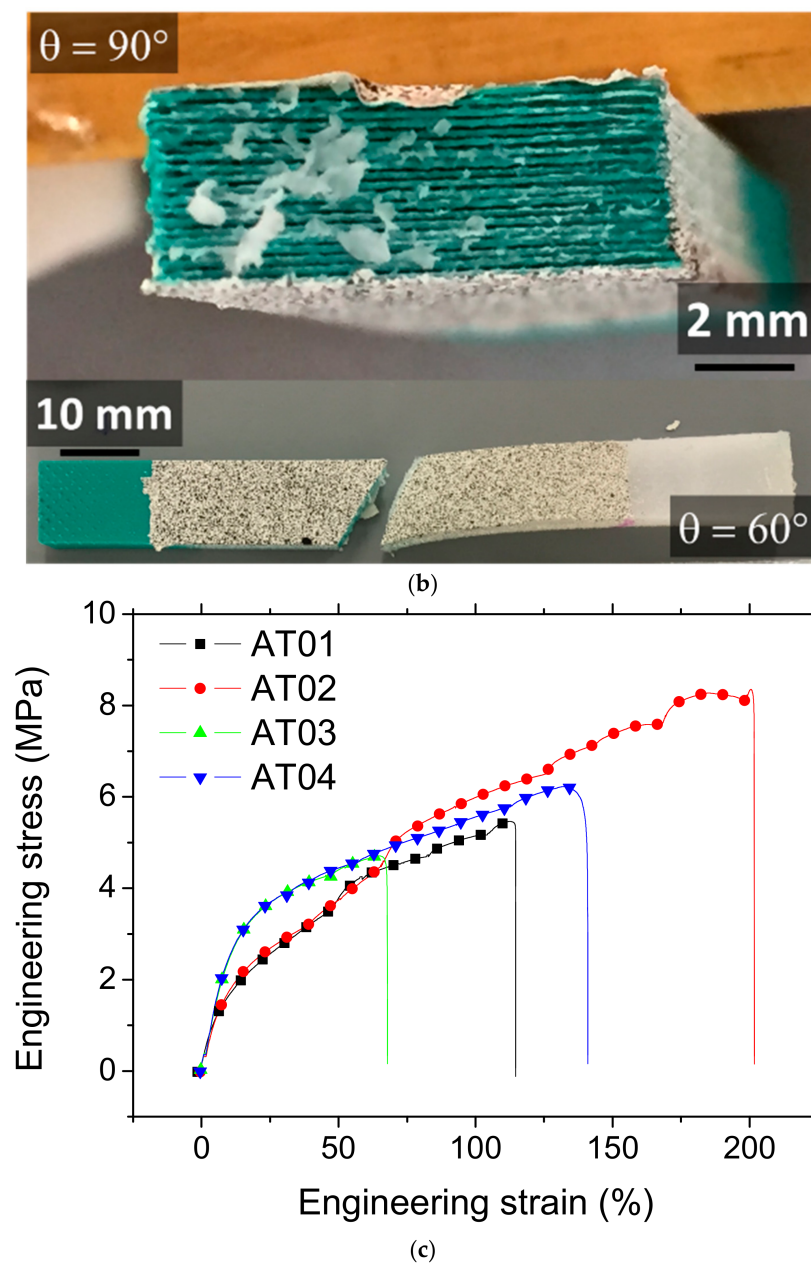 θ = 90°
2 mm
10 mm
θ = 60°
(b)
10
8
6
4
2
0
Engineering stress (MPa)
AT01
AT02
AT03
AT04
0 50 100 150 200
Engineering strain (%)
(c)